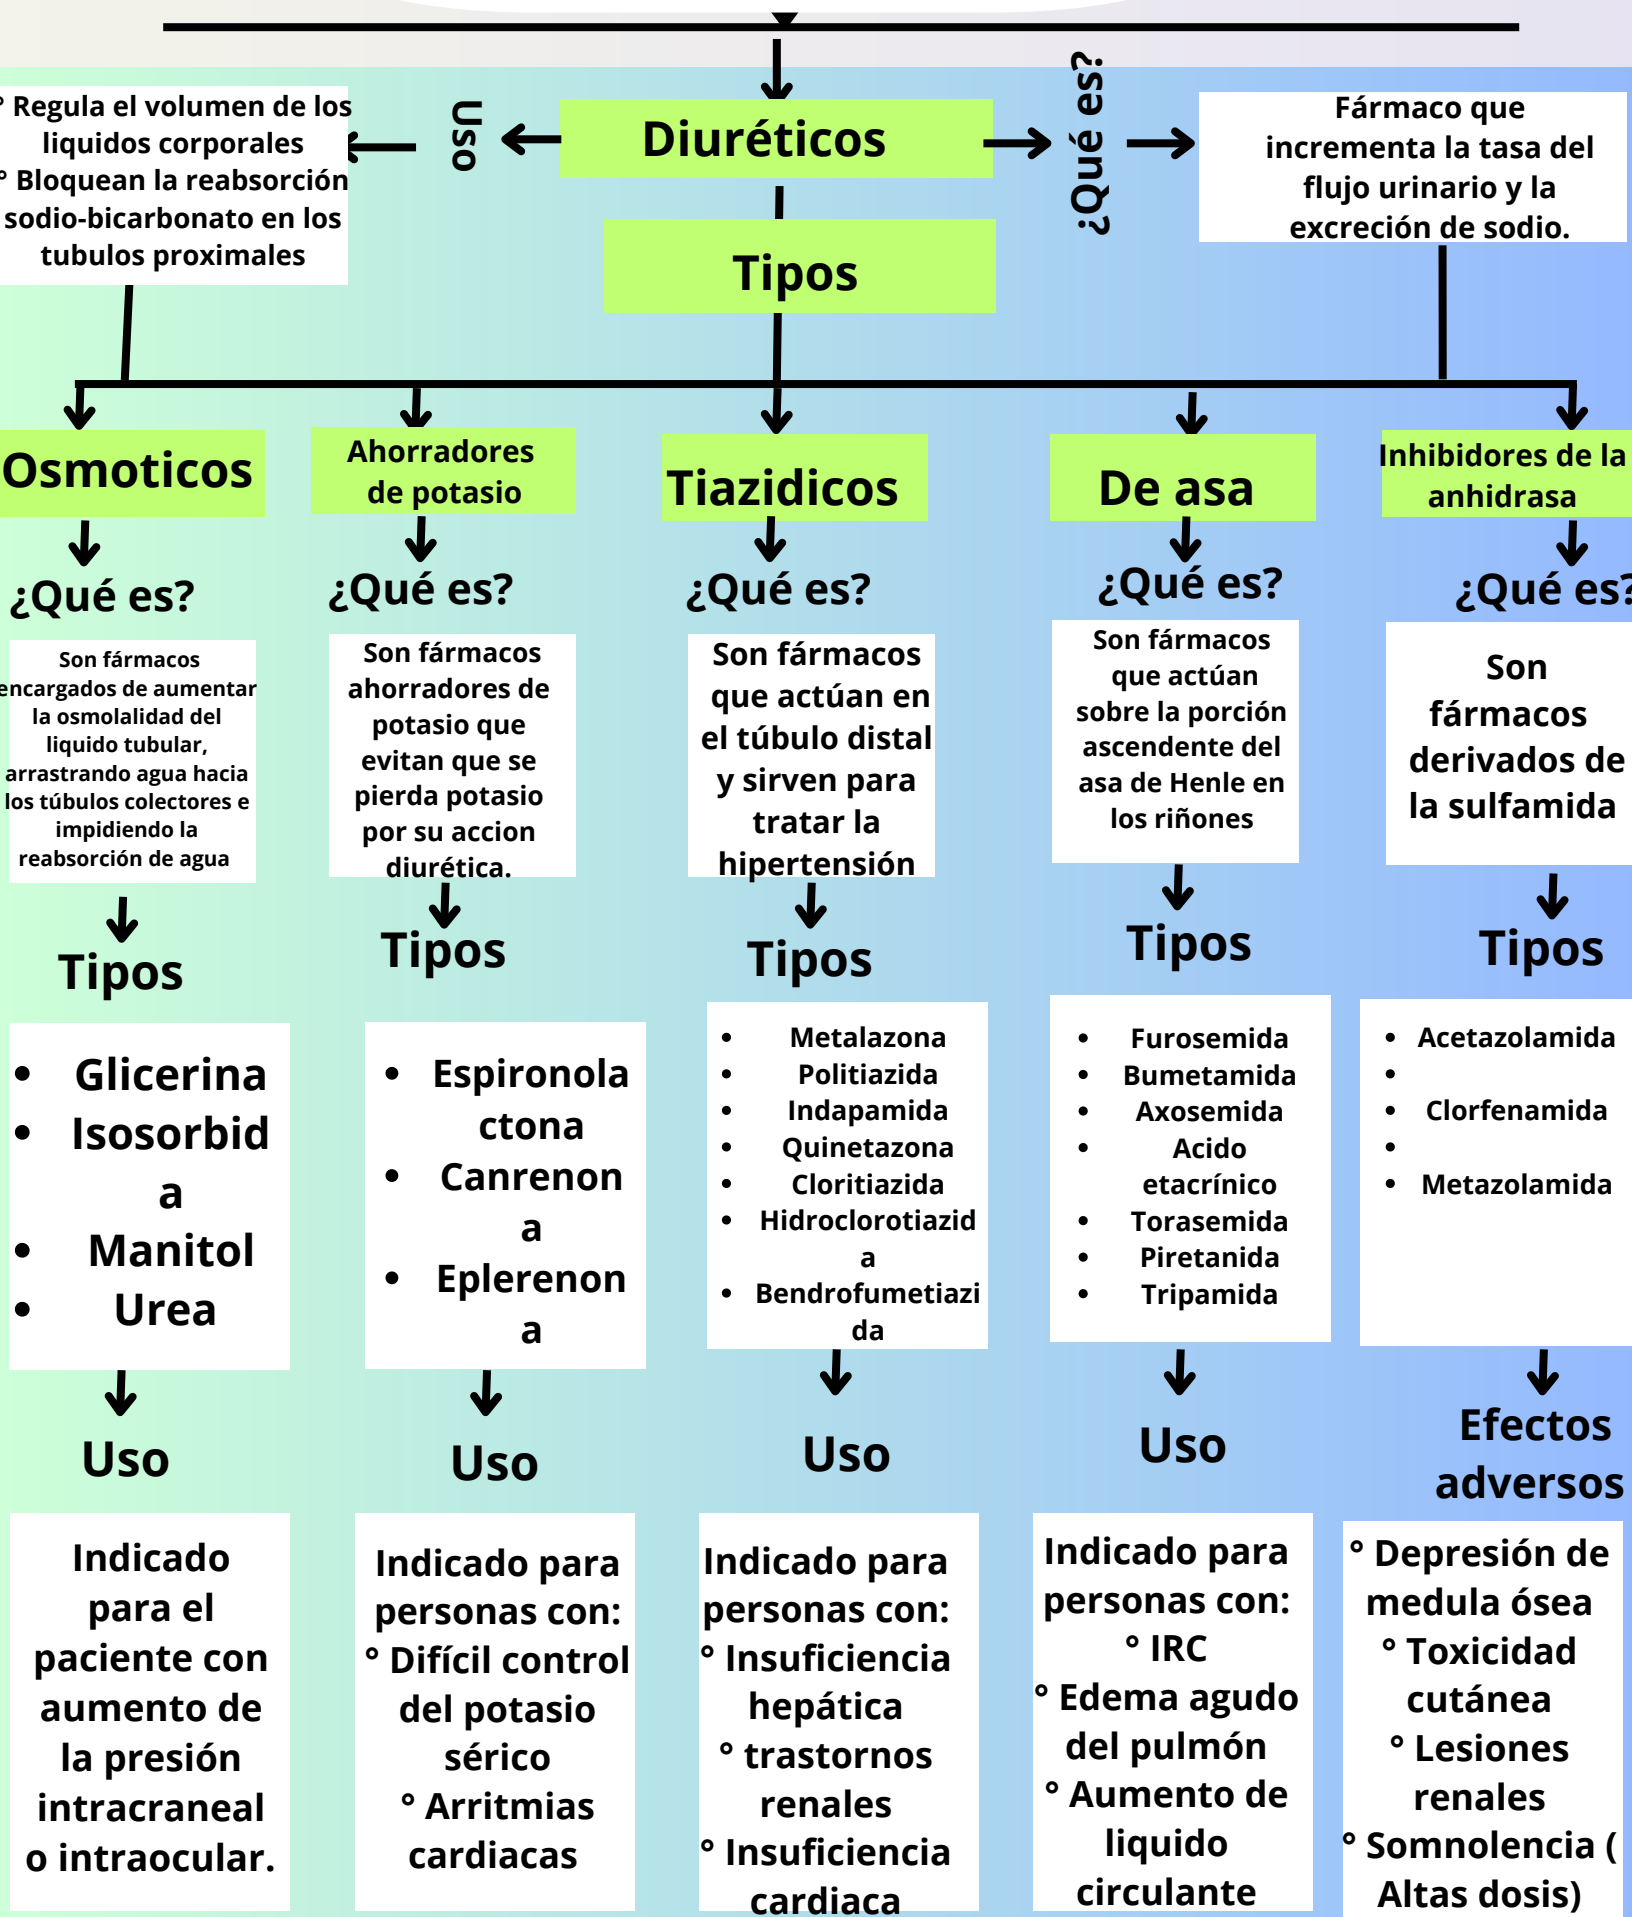 ° Regula el volumen de los
liquidos corporales
° Bloquean la reabsorción
sodio-bicarbonato en los
tubulos proximales
Uso
Diuréticos
¿Qué es?
Fármaco que
incrementa la tasa del
flujo urinario y la
excreción de sodio.
Tipos
Osmoticos
¿Qué es?
Son fármacos
encargados de aumentar
la osmolalidad del
liquido tubular,
arrastrando agua hacia
los túbulos colectores e
impidiendo la
reabsorción de agua
Tipos
• Glicerina
• Isosorbid
a
• Manitol
• Urea
Uso
Indicado
para el
paciente con
aumento de
la presión
intracraneal
o intraocular.
Ahorradores
de potasio
¿Qué es?
Son fármacos
ahorradores de
potasio que
evitan que se
pierda potasio
por su accion
diurética.
Tipos
• Espironola
ctona
• Canrenon
a
• Eplerenon
a
Uso
Indicado para
personas con:
° Difícil control
del potasio
sérico
° Arritmias
cardiacas
Tiazidicos
¿Qué es?
Son fármacos
que actúan en
el túbulo distal
y sirven para
tratar la
hipertensión
Tipos
• Metalazona
• Politiazida
• Indapamida
• Quinetazona
• Cloritiazida
• Hidroclorotiazid
a
• Bendrofumetiazi
da
Uso
Indicado para
personas con:
° Insuficiencia
hepática
° trastornos
renales
° Insuficiencia
cardiaca
De asa
¿Qué es?
Son fármacos
que actúan
sobre la porción
ascendente del
asa de Henle en
los riñones
Tipos
• Furosemida
• Bumetamida
• Axosemida
• Acido
etacrínico
• Torasemida
• Piretanida
• Tripamida
Uso
Indicado para
personas con:
° IRC
° Edema agudo
del pulmón
° Aumento de
liquido
circulante
Inhibidores de la
anhidrasa
¿Qué es?
Son
fármacos
derivados de
la sulfamida
Tipos
• Acetazolamida
•
• Clorfenamida
•
• Metazolamida
Efectos
adversos
° Depresión de
medula ósea
° Toxicidad
cutánea
° Lesiones
renales
° Somnolencia (
Altas dosis)